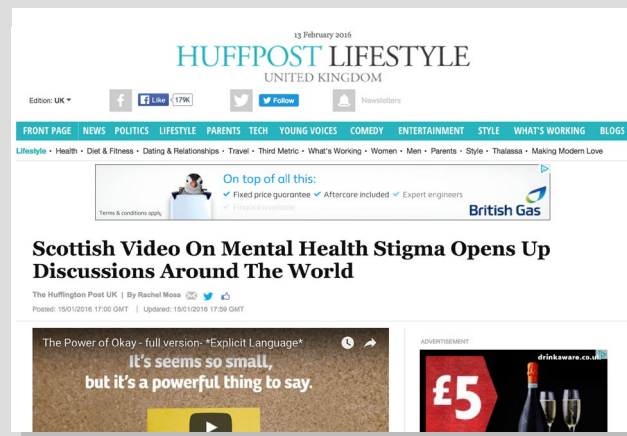 13 February 2016
HUFFPOST LIFESTYLE
UNITED KINGDOM
Edition: UK
f Like 179K
Follow
Newsletters
FRONT PAGE NEWS POLITICS LIFESTYLE PARENTS TECH YOUNG VOICES COMEDY ENTERTAINMENT STYLE WHAT'S WORKING BLOGS
Lifestyle • Health • Diet & Fitness • Dating & Relationships • Travel • Third Metric • What's Working • Women • Men • Parents • Style • Thalassa • Making Modern Love
On top of all this:
✓ Fixed price guarantee ✓ Aftercare included ✓ Expert engineers
Terms & conditions apply
British Gas
Scottish Video On Mental Health Stigma Opens Up
Discussions Around The World
The Huffington Post UK | By Rachel Moss
Posted: 15/01/2016 17:00 GMT | Updated: 15/01/2016 17:59 GMT
The Power of Okay - full version- *Explicit Language*
It's seems so small,
but it's a powerful thing to say.
ADVERTISEMENT
drinkaware.co.uk
£5